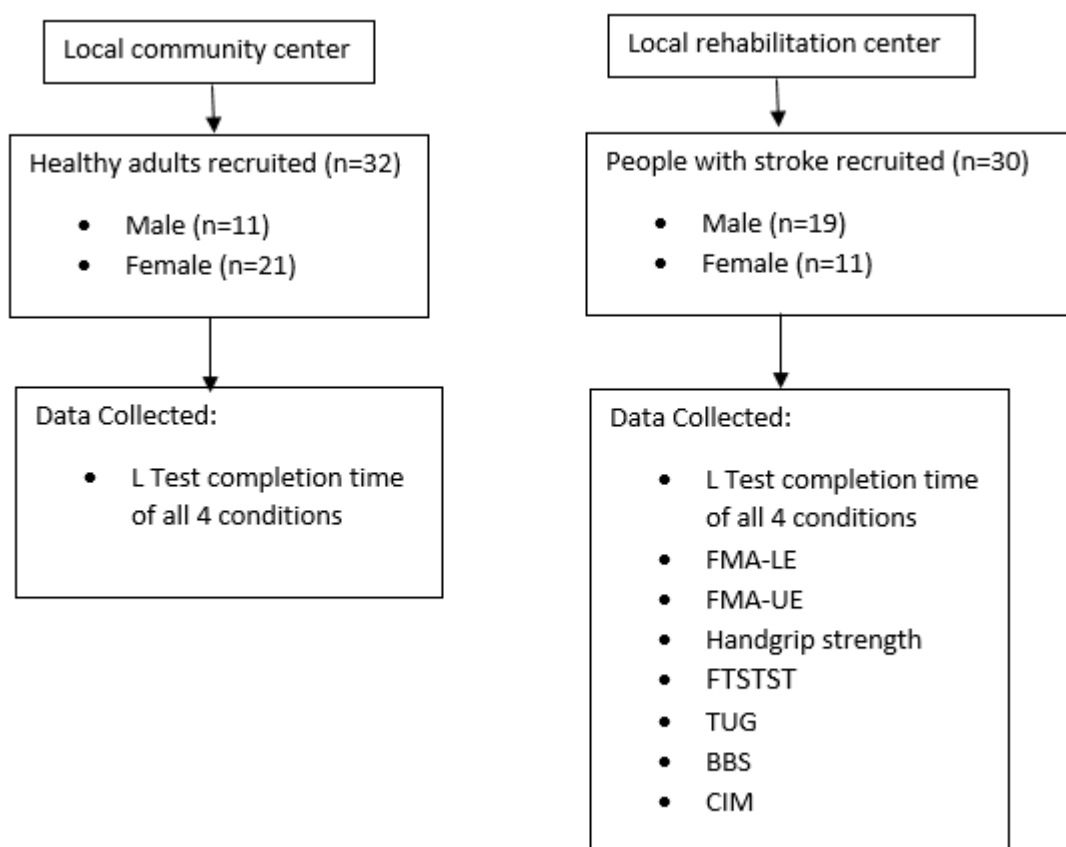 Local community center
Healthy adults recruited (n=32)
• Male (n=11)
• Female (n=21)
Data Collected:
• L Test completion time
of all 4 conditions
Local rehabilitation center
People with stroke recruited (n=30)
• Male (n=19)
• Female (n=11)
Data Collected:
• L Test completion time
of all 4 conditions
• FMA-LE
• FMA-UE
• Handgrip strength
• FTSTST
• TUG
• BBS
• CIM